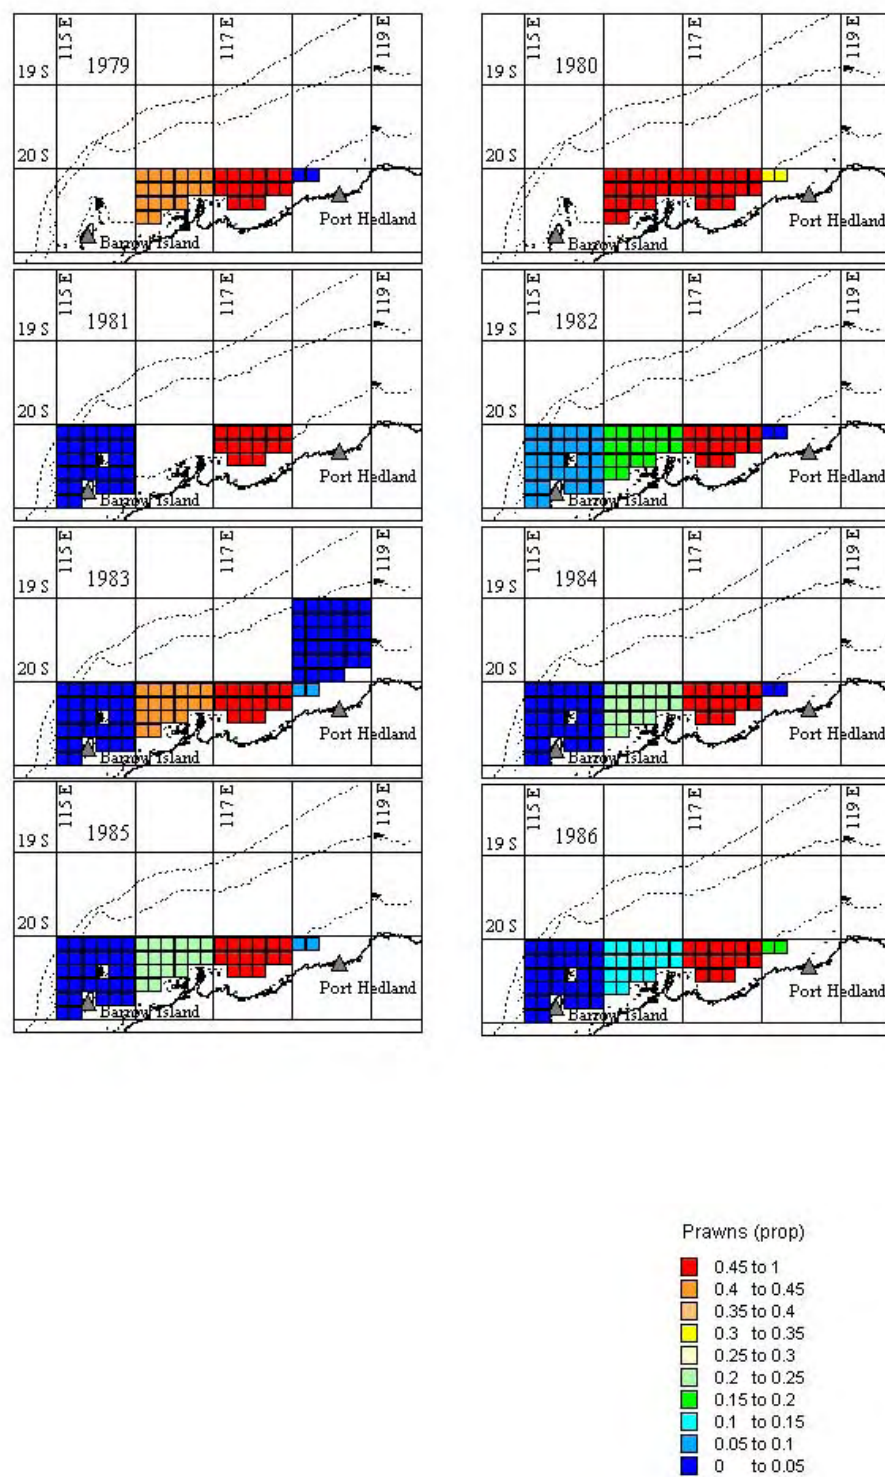 115 E
117 E
119 E
1979
19 S
20 S
Port Hedland
Barrow Island
115 E
117 E
119 E
1980
19 S
20 S
Port Hedland
Barrow Island
115 E
117 E
119 E
1981
19 S
20 S
Port Hedland
Barrow Island
115 E
117 E
119 E
1982
19 S
20 S
Port Hedland
Barrow Island
115 E
117 E
119 E
1983
19 S
20 S
Port Hedland
Barrow Island
115 E
117 E
119 E
1984
19 S
20 S
Port Hedland
Barrow Island
115 E
117 E
119 E
1985
19 S
20 S
Port Hedland
Barrow Island
115 E
117 E
119 E
1986
19 S
20 S
Port Hedland
Barrow Island
Prawns (prop)
0.45 to 1
0.4 to 0.45
0.35 to 0.4
0.3 to 0.35
0.25 to 0.3
0.2 to 0.25
0.15 to 0.2
0.1 to 0.15
0.05 to 0.1
0 to 0.05